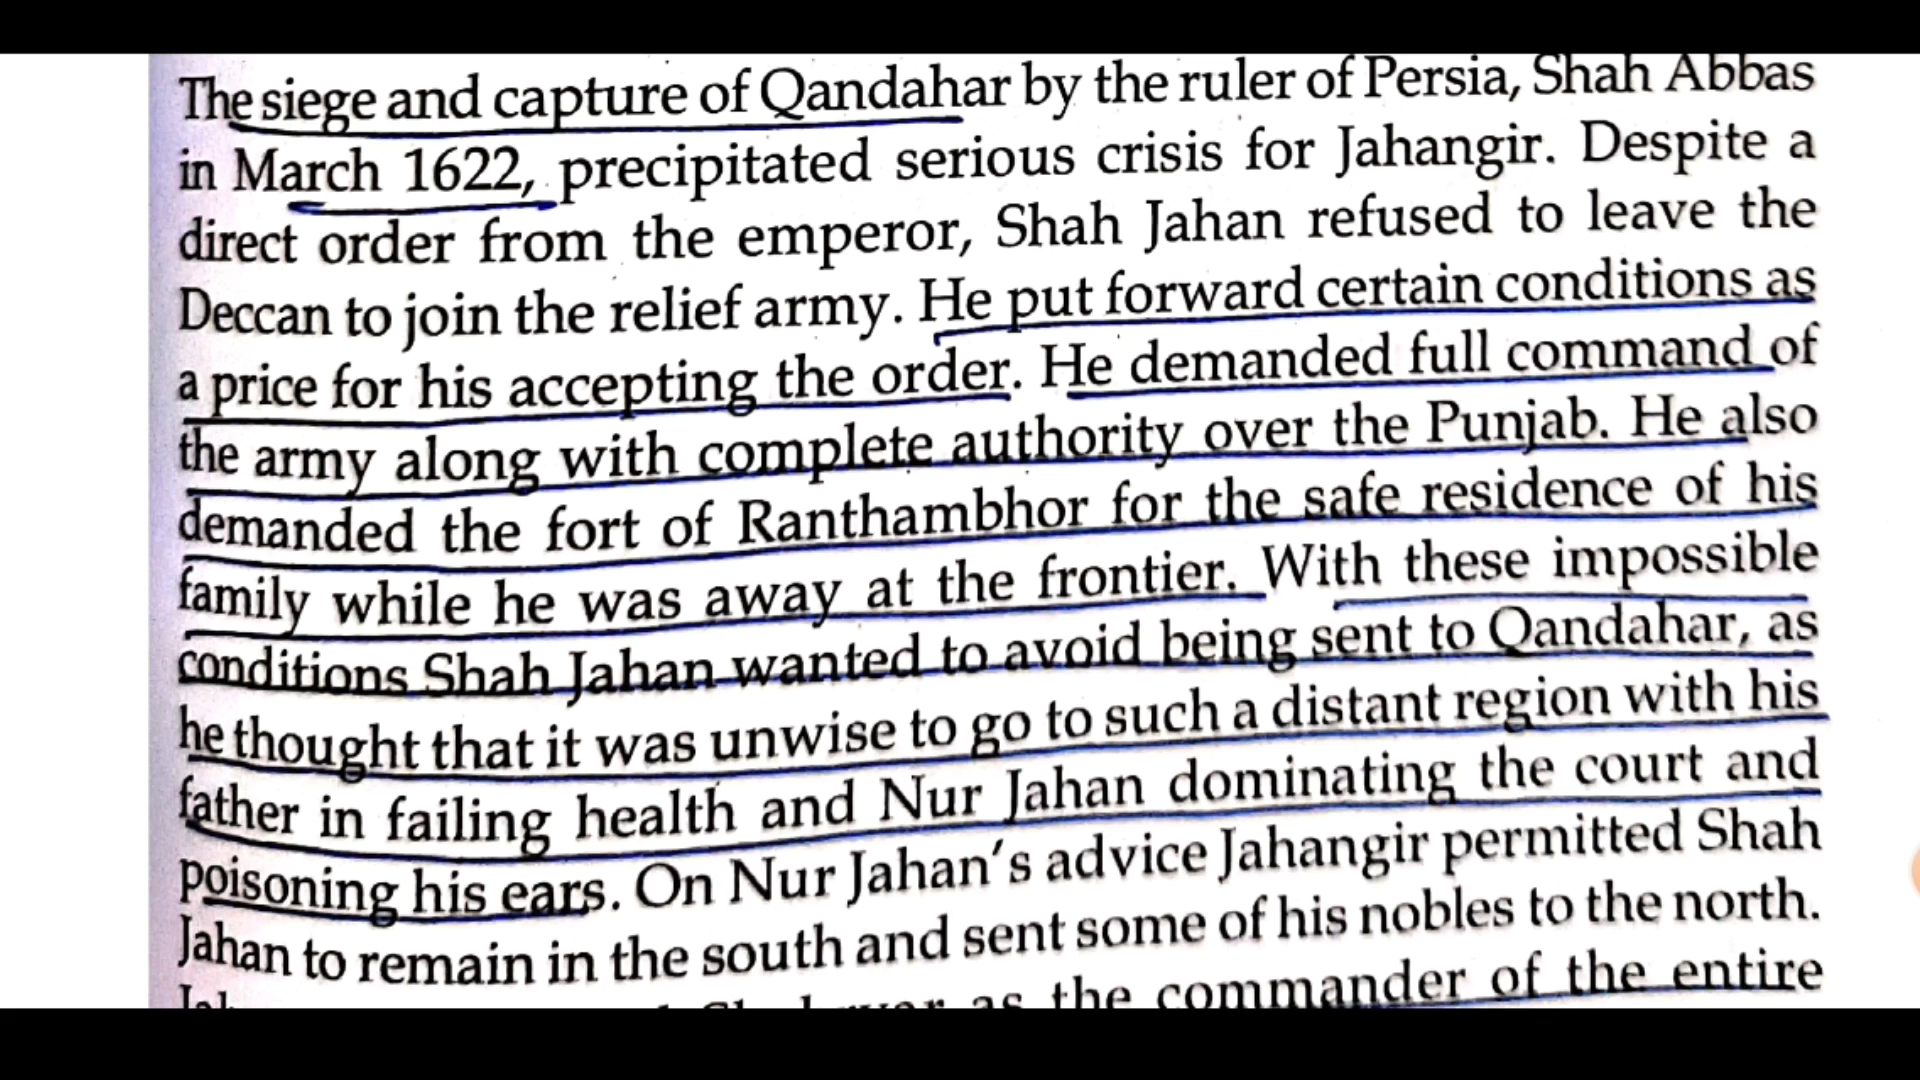 The siege and capture of Qandahar by the ruler of Persia, Shah Abbas
in March 1622, precipitated serious crisis for Jahangir. Despite a
direct order from the emperor, Shah Jahan refused to leave the
Deccan to join the relief army. He put forward certain conditions as
a price for his accepting the order. He demanded full command of
the army along with complete authority over the Punjab. He also
demanded the fort of Ranthambhor for the safe residence of his
family while he was away at the frontier. With these impossible
conditions Shah Jahan wanted to avoid being sent to Qandahar, as
he thought that it was unwise to go to such a distant region with his
father in failing health and Nur Jahan dominating the court and
poisoning his ears. On Nur Jahan's advice Jahangir permitted Shah
Jahan to remain in the south and sent some of his nobles to the north.
as the commander of the entire